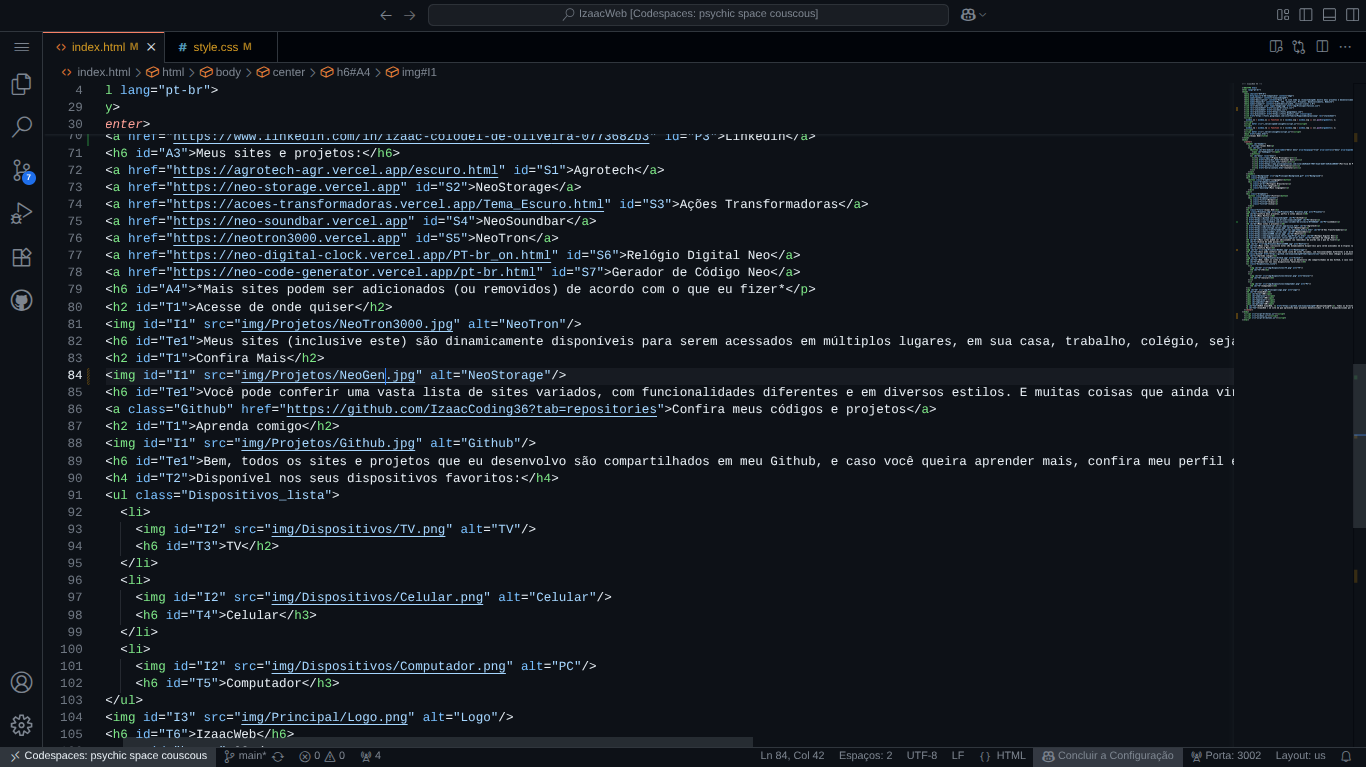 IzaacWeb [Codespaces: psychic space couscous]
index.html M
# style.css M
index.html > html > body > center > h6#A4 > img#I1
4 l lang="pt-br">
29 y>
30 enter>
70 <a href="https://www.linkedin.com/in/izaac-colodel-de-oliveira-0773682b3" id="P3">Linkedin</a>
71 <h6 id="A3">Meus sites e projetos:</h6>
72 <a href="https://agrotech-agr.vercel.app/escuro.html" id="S1">Agrotech</a>
73 <a href="https://neo-storage.vercel.app" id="S2">NeoStorage</a>
74 <a href="https://acoes-transformadoras.vercel.app/Tema_Escuro.html" id="S3">Ações Transformadoras</a>
75 <a href="https://neo-soundbar.vercel.app" id="S4">NeoSoundbar</a>
76 <a href="https://neotron3000.vercel.app" id="S5">NeoTron</a>
77 <a href="https://neo-digital-clock.vercel.app/PT-br_on.html" id="S6">Relógio Digital Neo</a>
78 <a href="https://neo-code-generator.vercel.app/pt-br.html" id="S7">Gerador de Código Neo</a>
79 <h6 id="A4">*Mais sites podem ser adicionados (ou removidos) de acordo com o que eu fizer*</p>
80 <h2 id="T1">Acesse de onde quiser</h2>
81 <img id="I1" src="img/Projetos/NeoTron3000.jpg" alt="NeoTron"/>
82 <h6 id="Te1">Meus sites (inclusive este) são dinamicamente disponíveis para serem acessados em múltiplos lugares, em sua casa, trabalho, colégio, seja
83 <h2 id="T1">Confira Mais</h2>
84 <img id="I1" src="img/Projetos/NeoGen.jpg" alt="NeoStorage"/>
85 <h6 id="Te1">Você pode conferir uma vasta lista de sites variados, com funcionalidades diferentes e em diversos estilos. E muitas coisas que ainda vir
86 <a class="Github" href="https://github.com/IzaacCoding36?tab=repositories">Confira meus códigos e projetos</a>
87 <h2 id="T1">Aprenda comigo</h2>
88 <img id="I1" src="img/Projetos/Github.jpg" alt="Github"/>
89 <h6 id="Te1">Bem, todos os sites e projetos que eu desenvolvo são compartilhados em meu Github, e caso você queira aprender mais, confira meu perfil e
90 <h4 id="T2">Disponível nos seus dispositivos favoritos:</h4>
91 <ul class="Dispositivos_lista">
92 <li>
93 <img id="I2" src="img/Dispositivos/TV.png" alt="TV"/>
94 <h6 id="T3">TV</h2>
95 </li>
96 <li>
97 <img id="I2" src="img/Dispositivos/Celular.png" alt="Celular"/>
98 <h6 id="T4">Celular</h3>
99 </li>
100 <li>
101 <img id="I2" src="img/Dispositivos/Computador.png" alt="PC"/>
102 <h6 id="T5">Computador</h3>
103 </ul>
104 <img id="I3" src="img/Principal/Logo.png" alt="Logo"/>
105 <h6 id="T6">IzaacWeb</h6>
7
Codespaces: psychic space couscous main* 0 0 4 Ln 84, Col 42 Espaços: 2 UTF-8 LF { } HTML Concluir a Configuração Porta: 3002 Layout: us